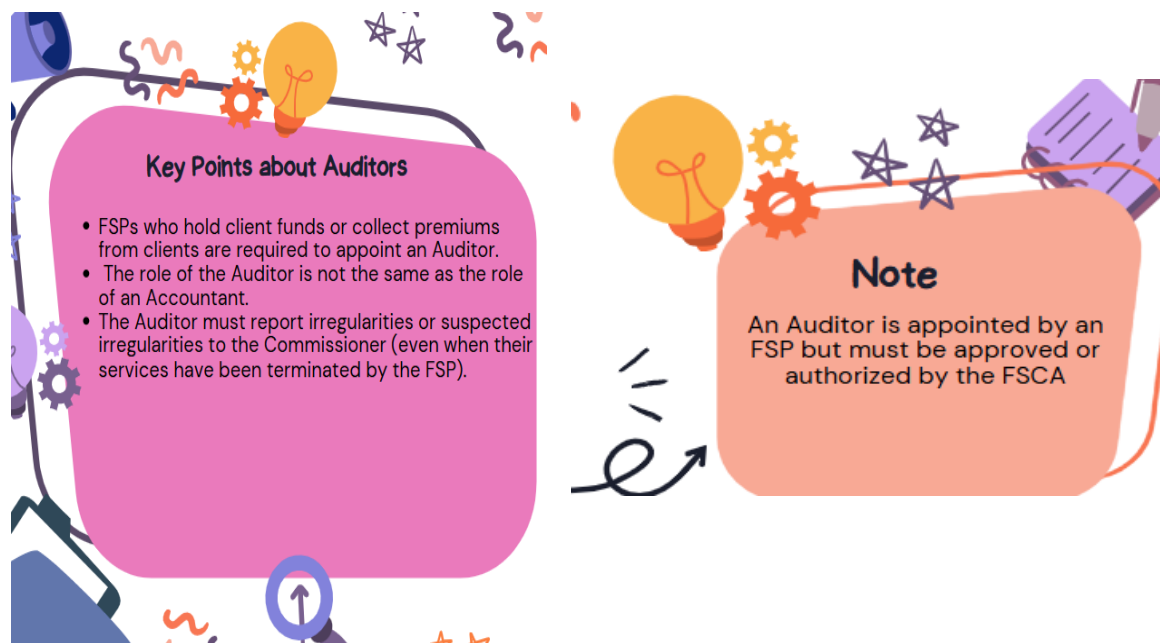 Key Points about Auditors
• FSPs who hold client funds or collect premiums
from clients are required to appoint an Auditor.
• The role of the Auditor is not the same as the role
of an Accountant.
• The Auditor must report irregularities or suspected
irregularities to the Commissioner (even when their
services have been terminated by the FSP).
Note
An Auditor is appointed by an
FSP but must be approved or
authorized by the FSCA